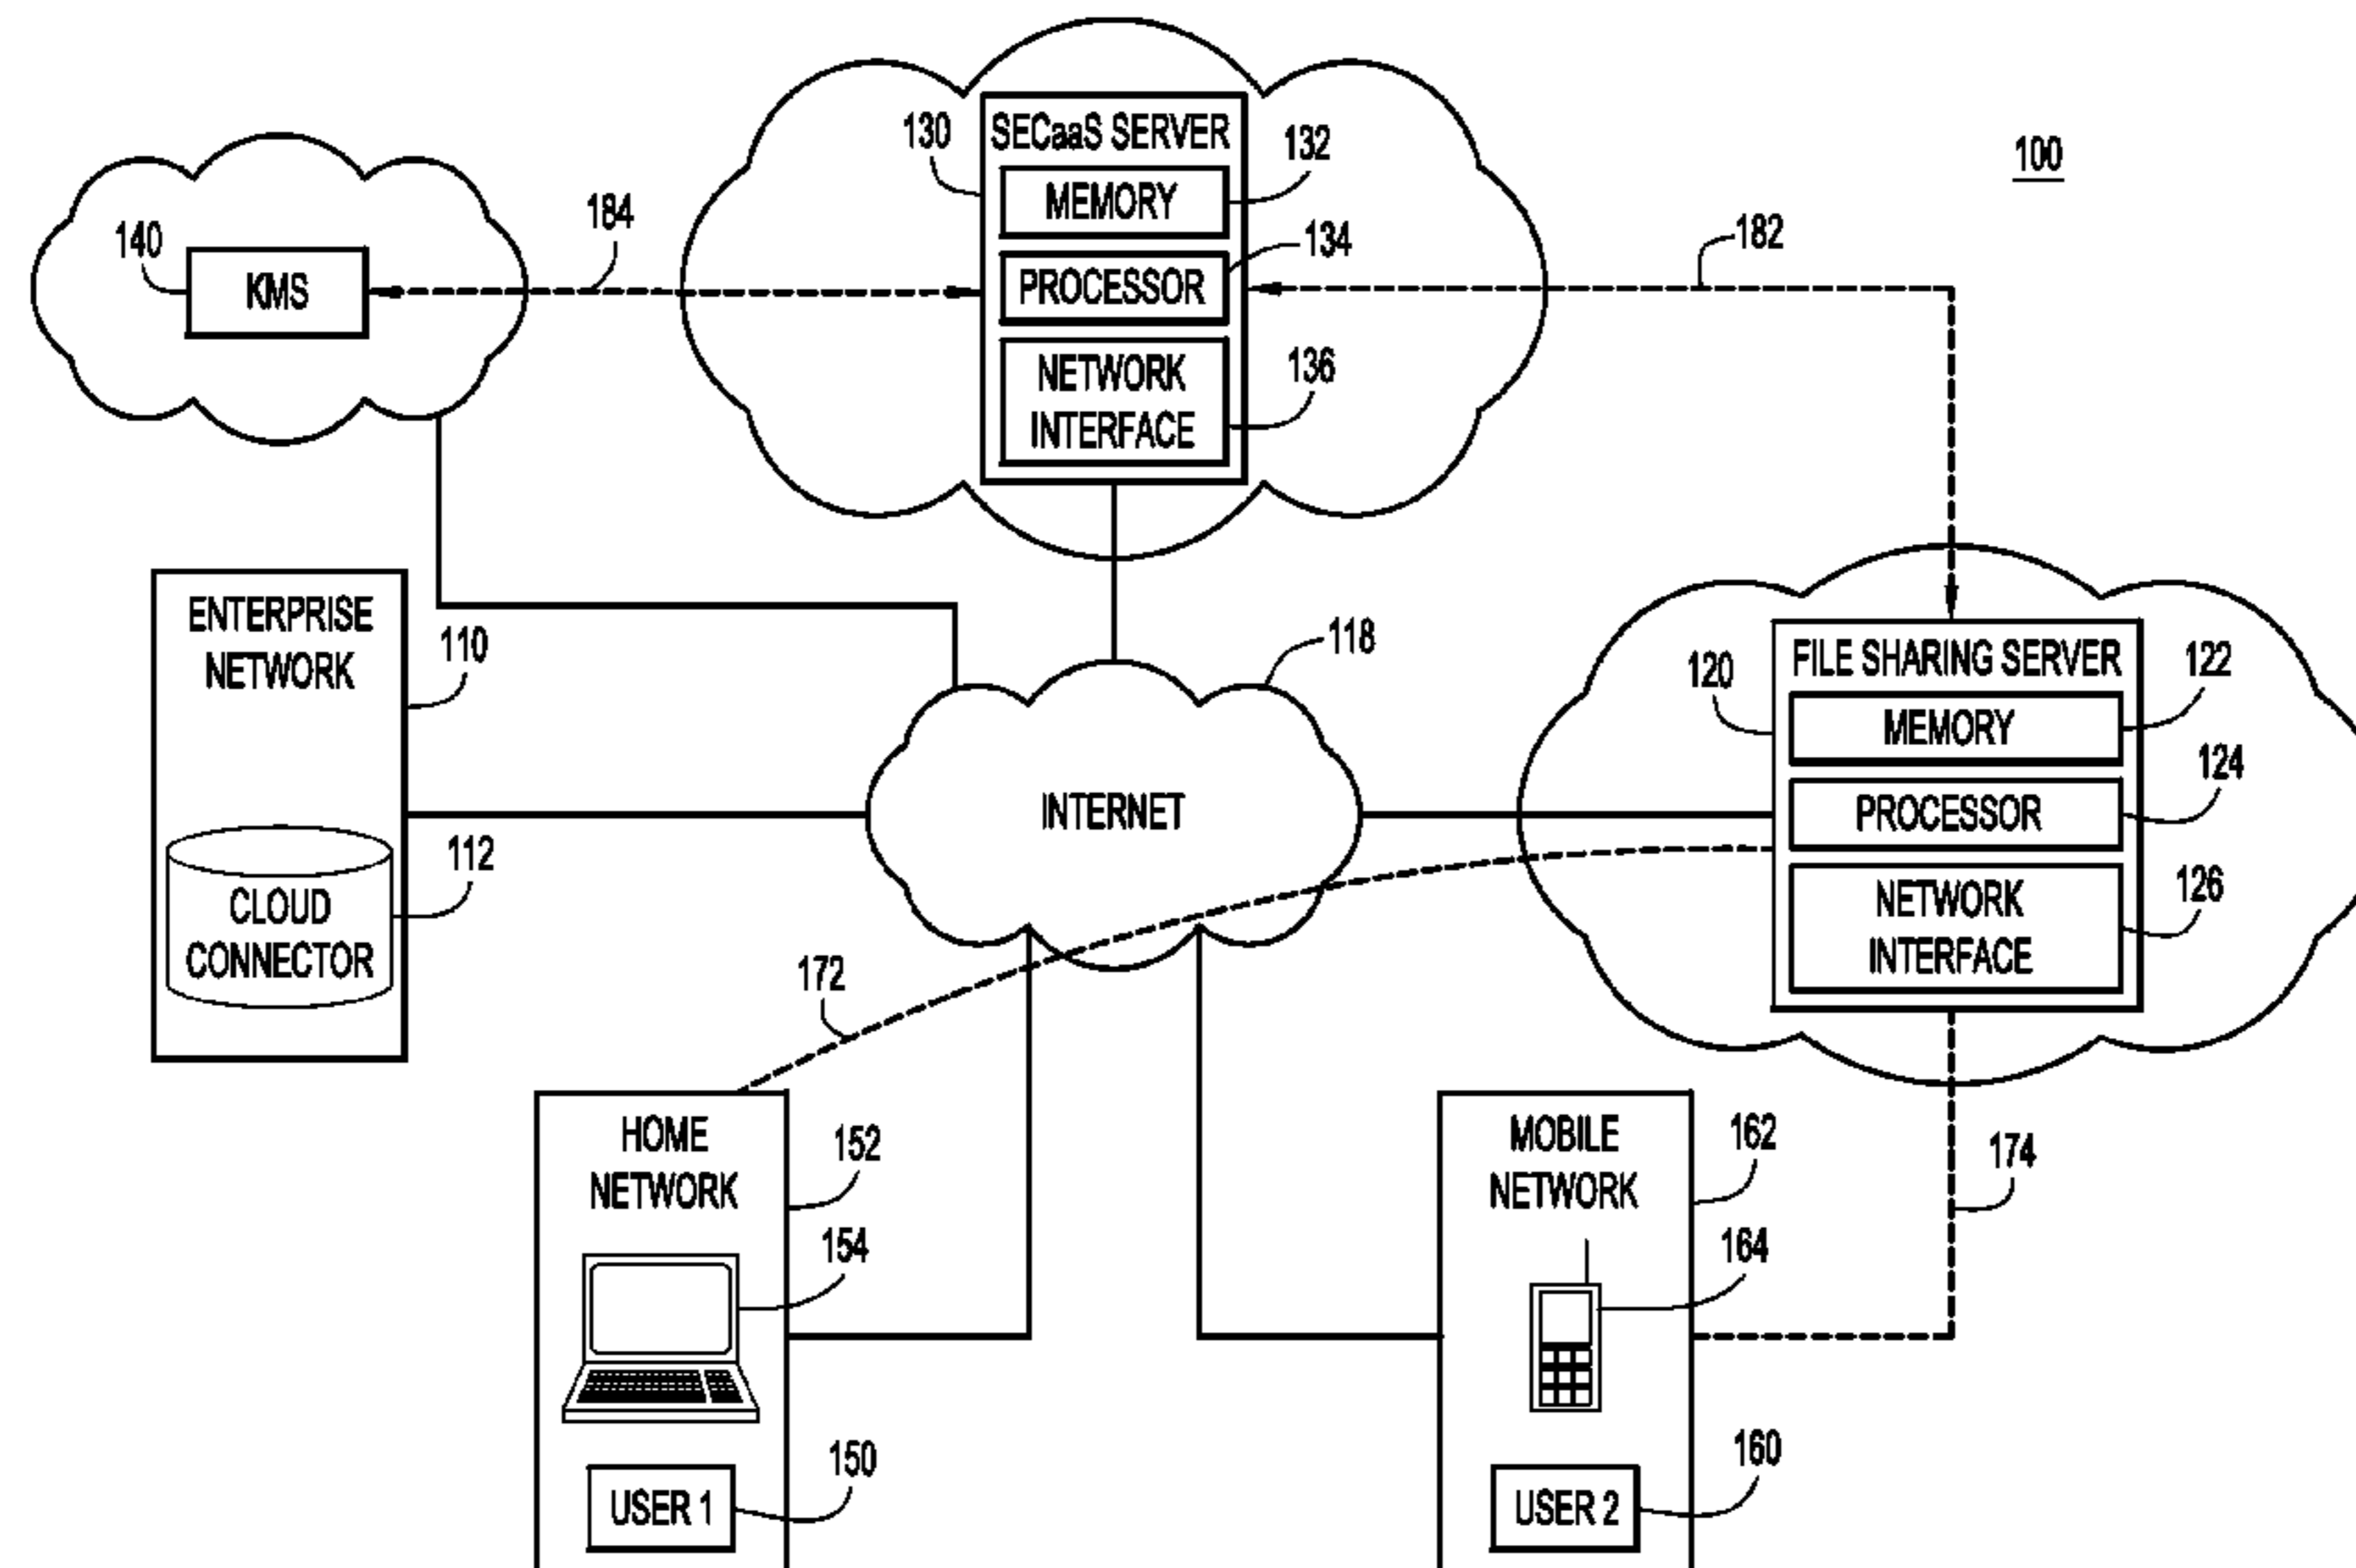 100
130
SECaaS SERVER
132
MEMORY
134
PROCESSOR
136
NETWORK
INTERFACE
184
182
140
KMS
ENTERPRISE
NETWORK
110
112
CLOUD
CONNECTOR
118
INTERNET
120
FILE SHARING SERVER
122
MEMORY
124
PROCESSOR
126
NETWORK
INTERFACE
172
174
HOME
NETWORK
152
154
150
USER 1
MOBILE
NETWORK
162
164
160
USER 2